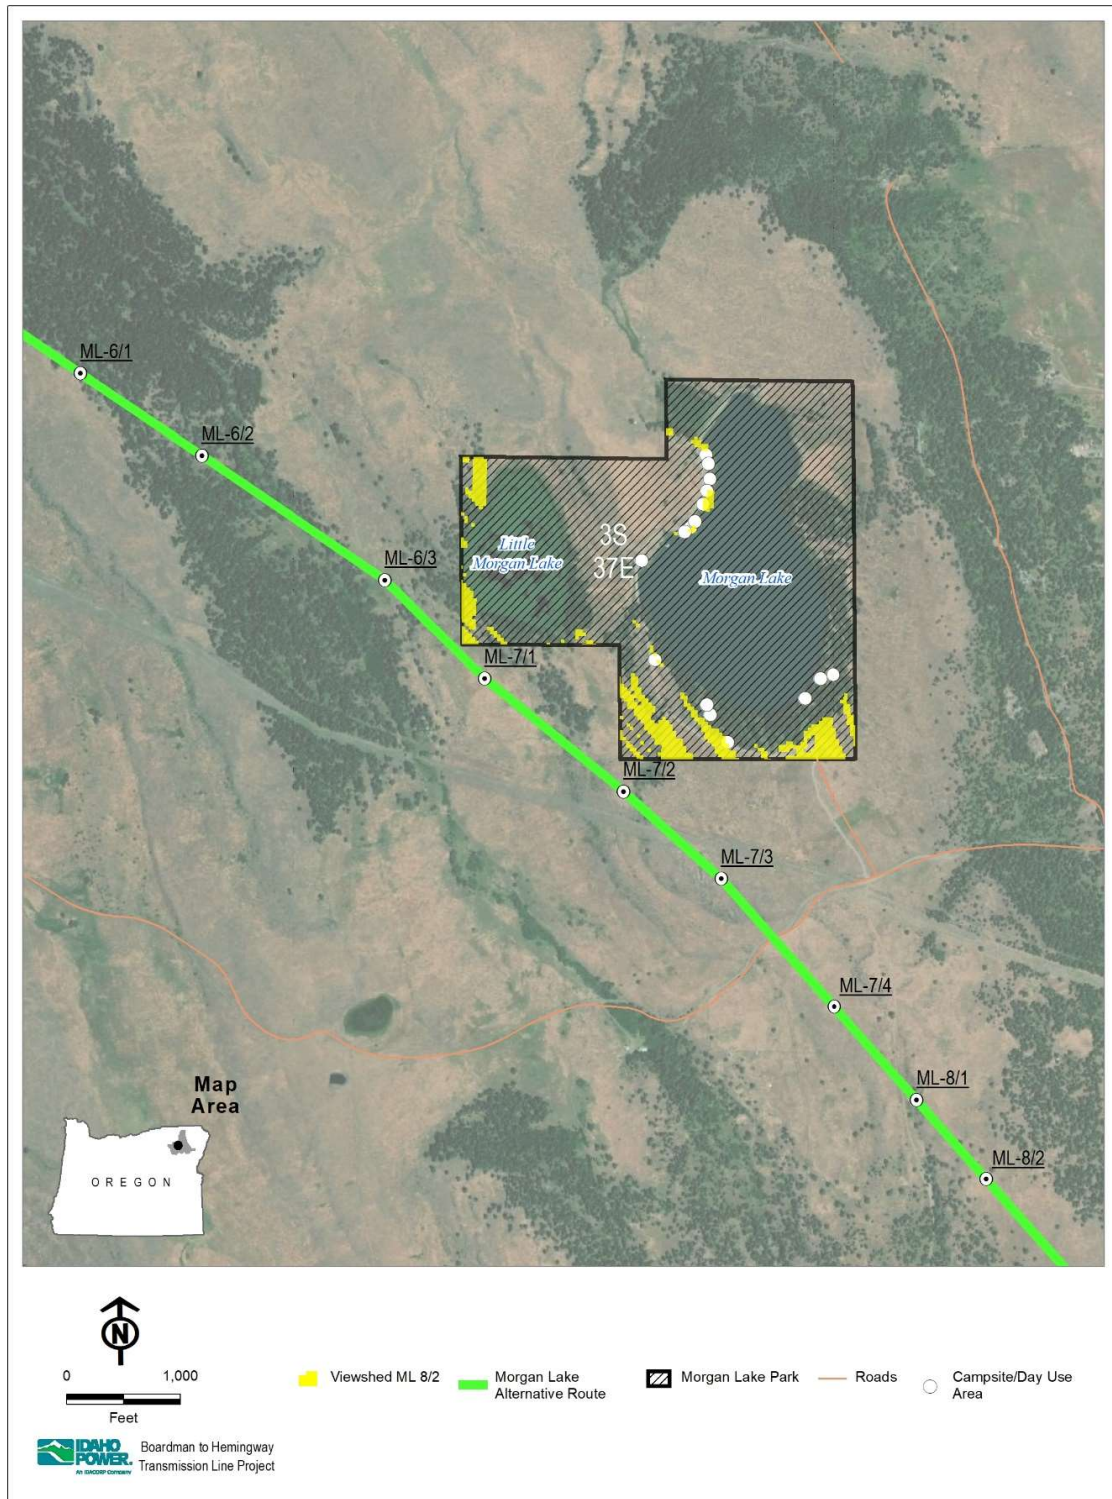 ML-6/1
ML-6/2
ML-6/3
Little
Morgan Lake
3S
37E
Morgan Lake
ML-7/1
ML-7/2
ML-7/3
ML-7/4
ML-8/1
ML-8/2
Map
Area
OREGON
N
0 1,000
Feet
Viewshed ML 8/2
Morgan Lake
Alternative Route
Morgan Lake Park
Roads
Campsite/Day Use
Area
IDAHO
POWER.
An IDACORP Company
Boardman to Hemingway
Transmission Line Project